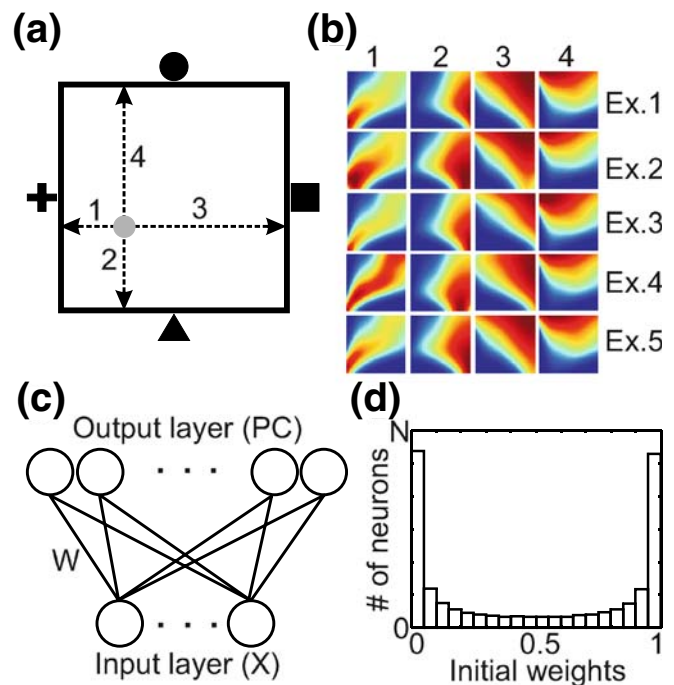 (a)
4
1
3
2
(b)
1 2 3 4
Ex.1
Ex.2
Ex.3
Ex.4
Ex.5
(c)
Output layer (PC)
W
Input layer (X)
(d)
N
# of neurons
0
0 0.5 1
Initial weights